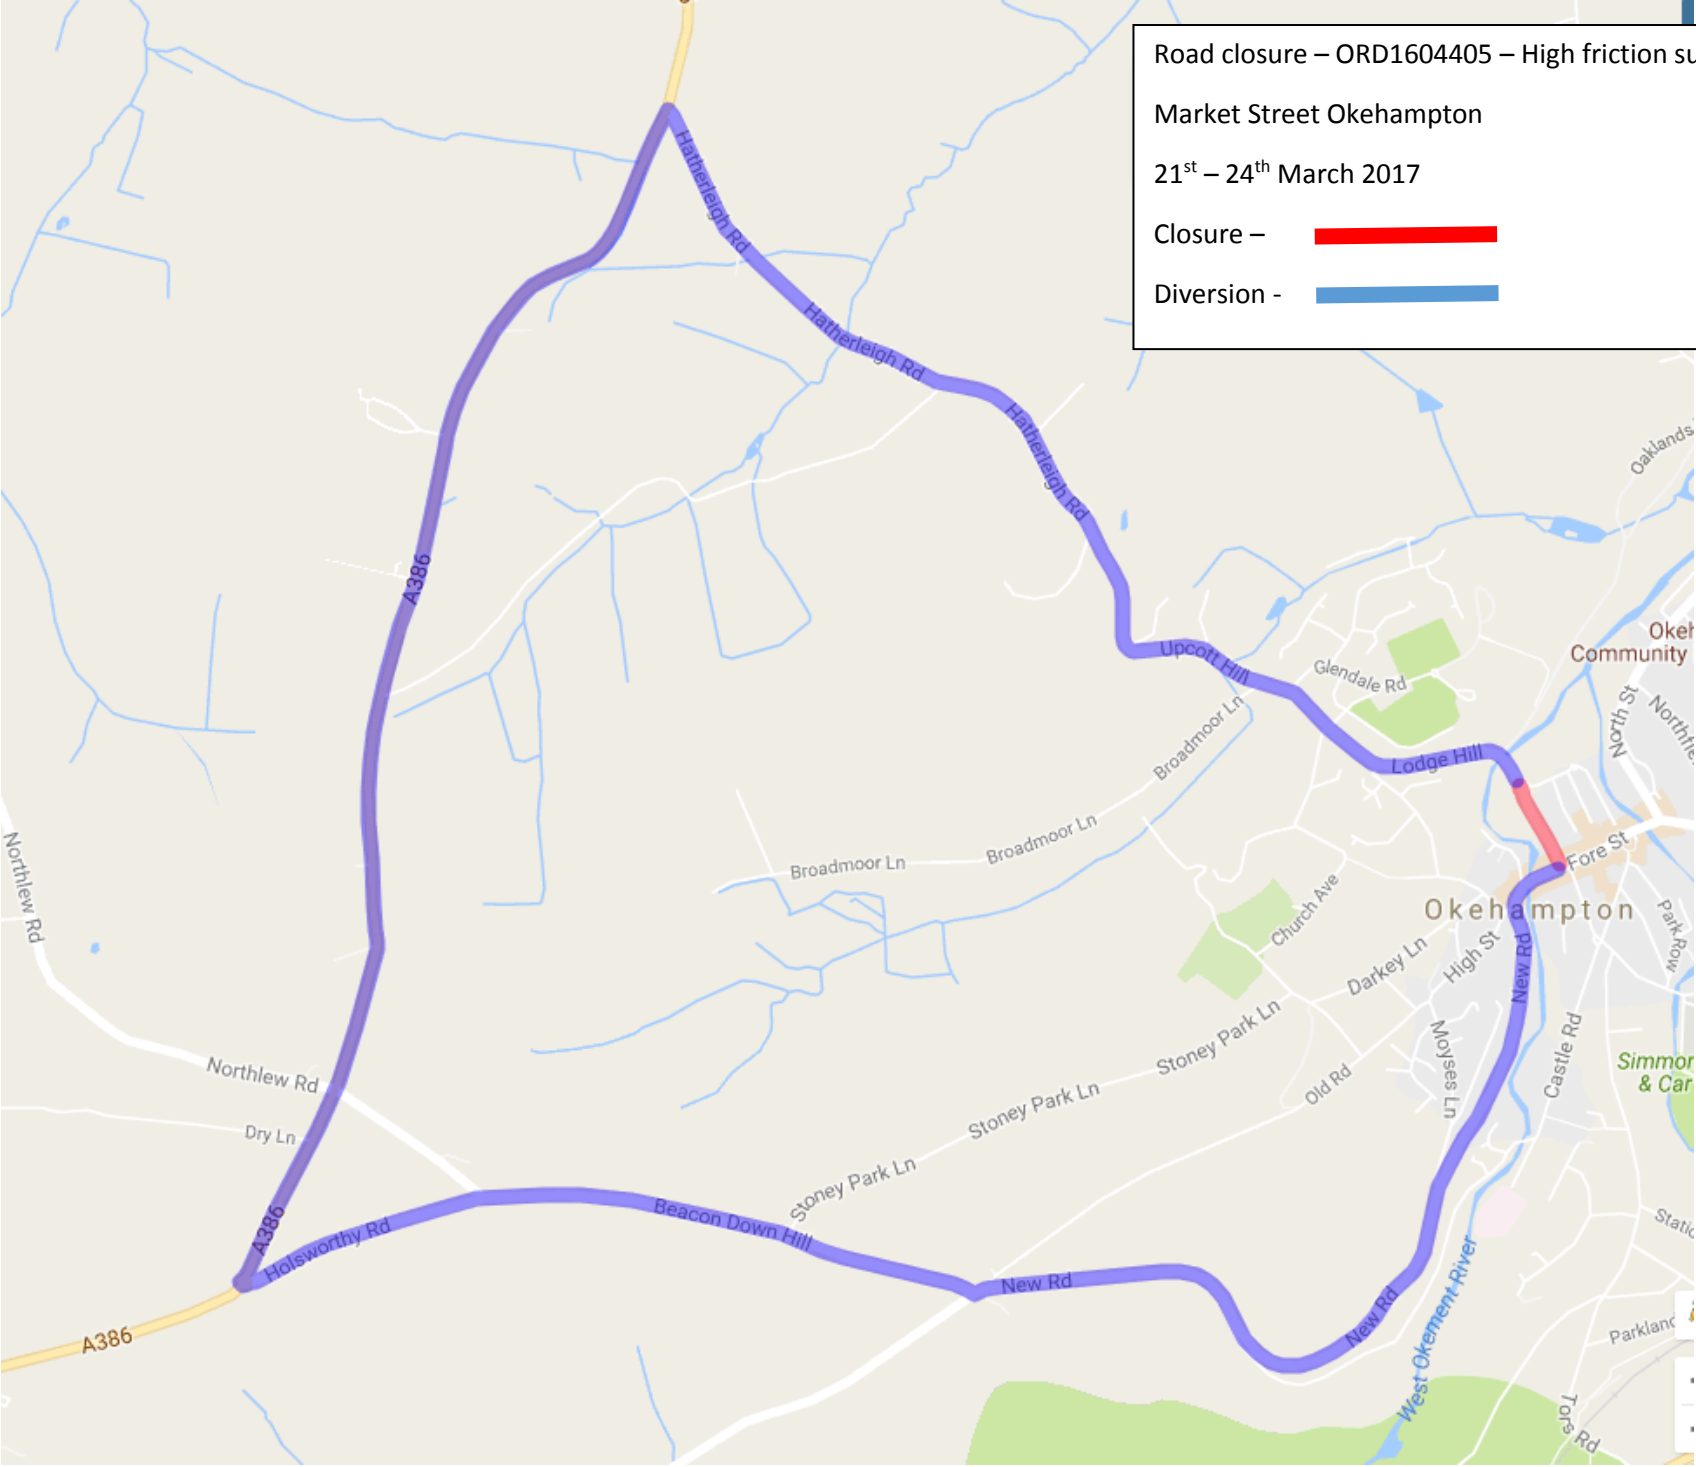 Road closure – ORD1604405 – High friction
Market Street Okehampton
21st – 24th March 2017
Closure –
Diversion -
Hatherleigh Rd
Hatherleigh Rd
Hatherleigh Rd
Oaklands
A386
Upcott Hill
Glendale Rd
Community
North St
Broadmoor Ln
Lodge Hill
Northlew Rd
Broadmoor Ln
Broadmoor Ln
Fore St
Church Ave
Okehampton
Park Row
Darkey Ln
High St
New Rd
Northlew Rd
Stoney Park Ln
Moyses Ln
Castle Rd
Old Rd
& Car
Dry Ln
Stoney Park Ln
Stoney Park Ln
A386
Holsworthy Rd
Beacon Down Hill
New Rd
New Rd
West Okement River
A386
Tors Rd